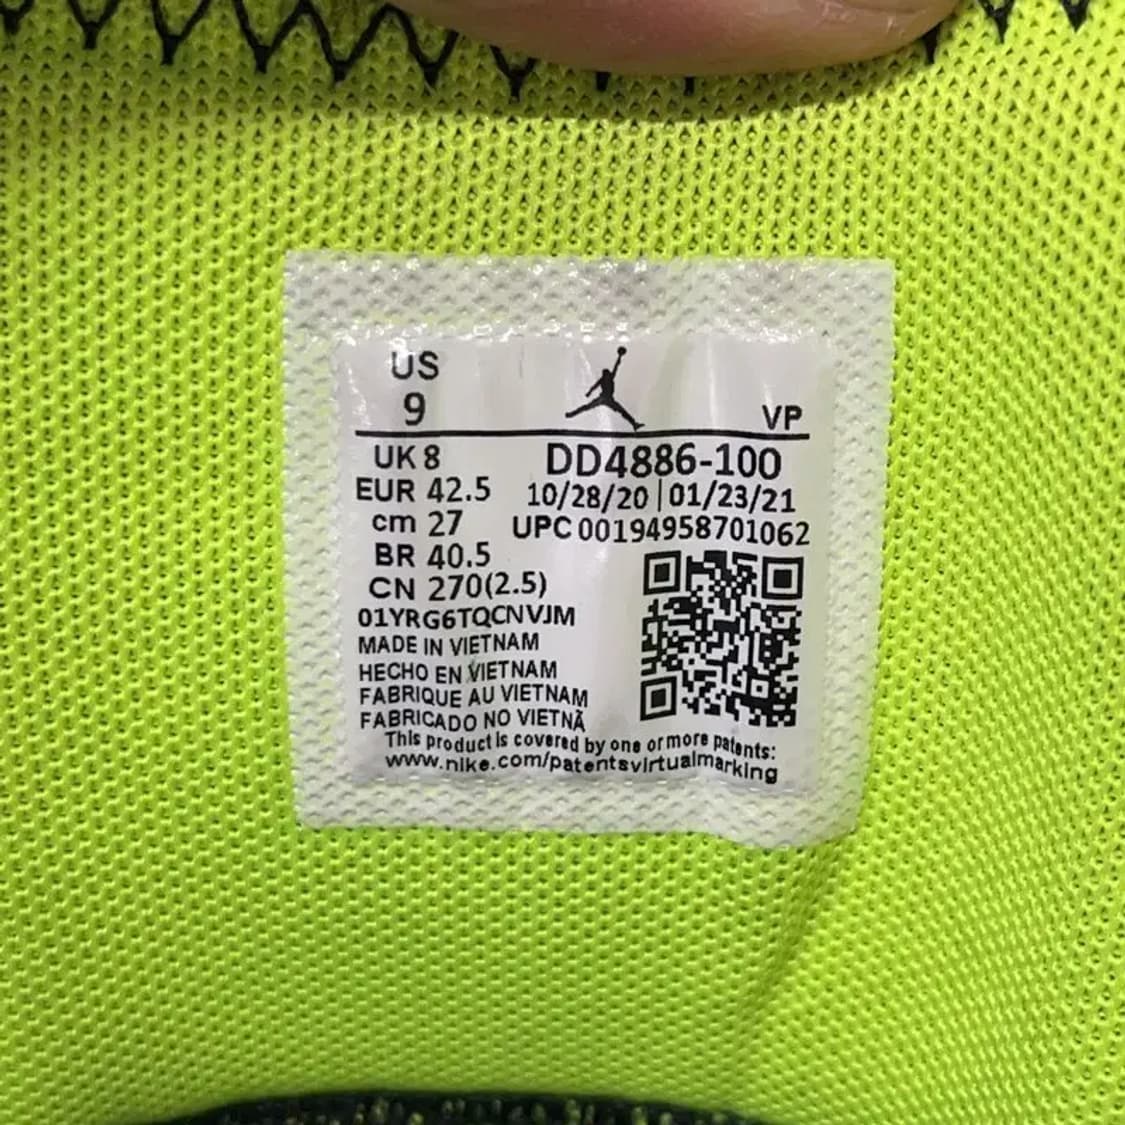 US
9
VP
UK 8
DD4886-100
EUR 42.5
10/28/20 | 01/23/21
cm 27
UPC 00194958701062
BR 40.5
CN 270(2.5)
01YRG6TQCNVJM
MADE IN VIETNAM
HECHO EN VIETNAM
FABRIQUE AU VIETNAM
FABRICADO NO VIETNÃ
This product is covered by one or more patents:
www.nike.com/patentsvirtualmarking